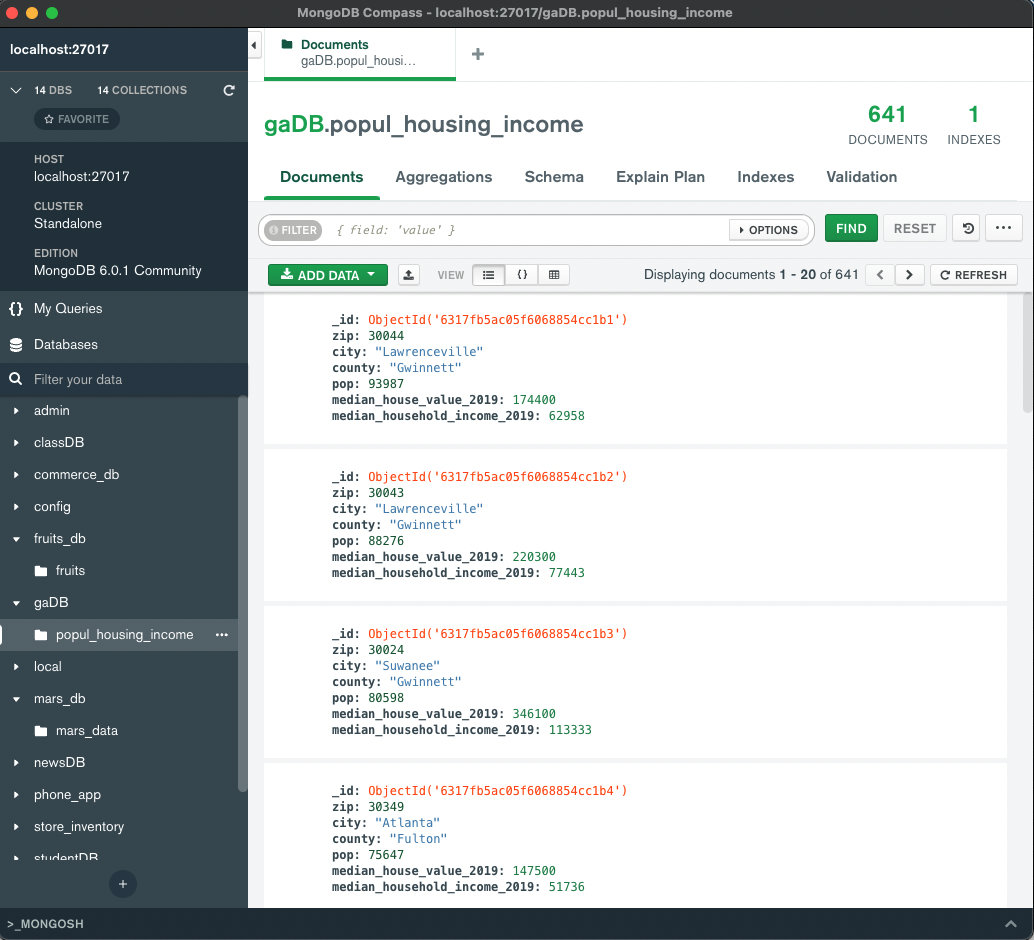 MongoDB Compass - localhost:27017/gaDB.popul_housing_income
localhost:27017
14 DBS 14 COLLECTIONS
FAVORITE
HOST
localhost:27017
CLUSTER
Standalone
EDITION
MongoDB 6.0.1 Community
{} My Queries
Databases
Filter your data
admin
classDB
commerce_db
config
fruits_db
fruits
gaDB
popul_housing_income ...
local
mars_db
mars_data
newsDB
phone_app
store_inventory
studentDB
+
Documents
gaDB.popul_housi...
+
gaDB.popul_housing_income
641
DOCUMENTS
1
INDEXES
Documents Aggregations Schema Explain Plan Indexes Validation
FILTER { field: 'value' } OPTIONS FIND RESET ...
ADD DATA VIEW {} Displaying documents 1 - 20 of 641 < > REFRESH
_id: ObjectId('6317fb5ac05f6068854cc1b1')
zip: 30044
city: "Lawrenceville"
county: "Gwinnett"
pop: 93987
median_house_value_2019: 174400
median_household_income_2019: 62958
_id: ObjectId('6317fb5ac05f6068854cc1b2')
zip: 30043
city: "Lawrenceville"
county: "Gwinnett"
pop: 88276
median_house_value_2019: 220300
median_household_income_2019: 77443
_id: ObjectId('6317fb5ac05f6068854cc1b3')
zip: 30024
city: "Suwanee"
county: "Gwinnett"
pop: 80598
median_house_value_2019: 346100
median_household_income_2019: 113333
_id: ObjectId('6317fb5ac05f6068854cc1b4')
zip: 30349
city: "Atlanta"
county: "Fulton"
pop: 75647
median_house_value_2019: 147500
median_household_income_2019: 51736
>_MONGOSH